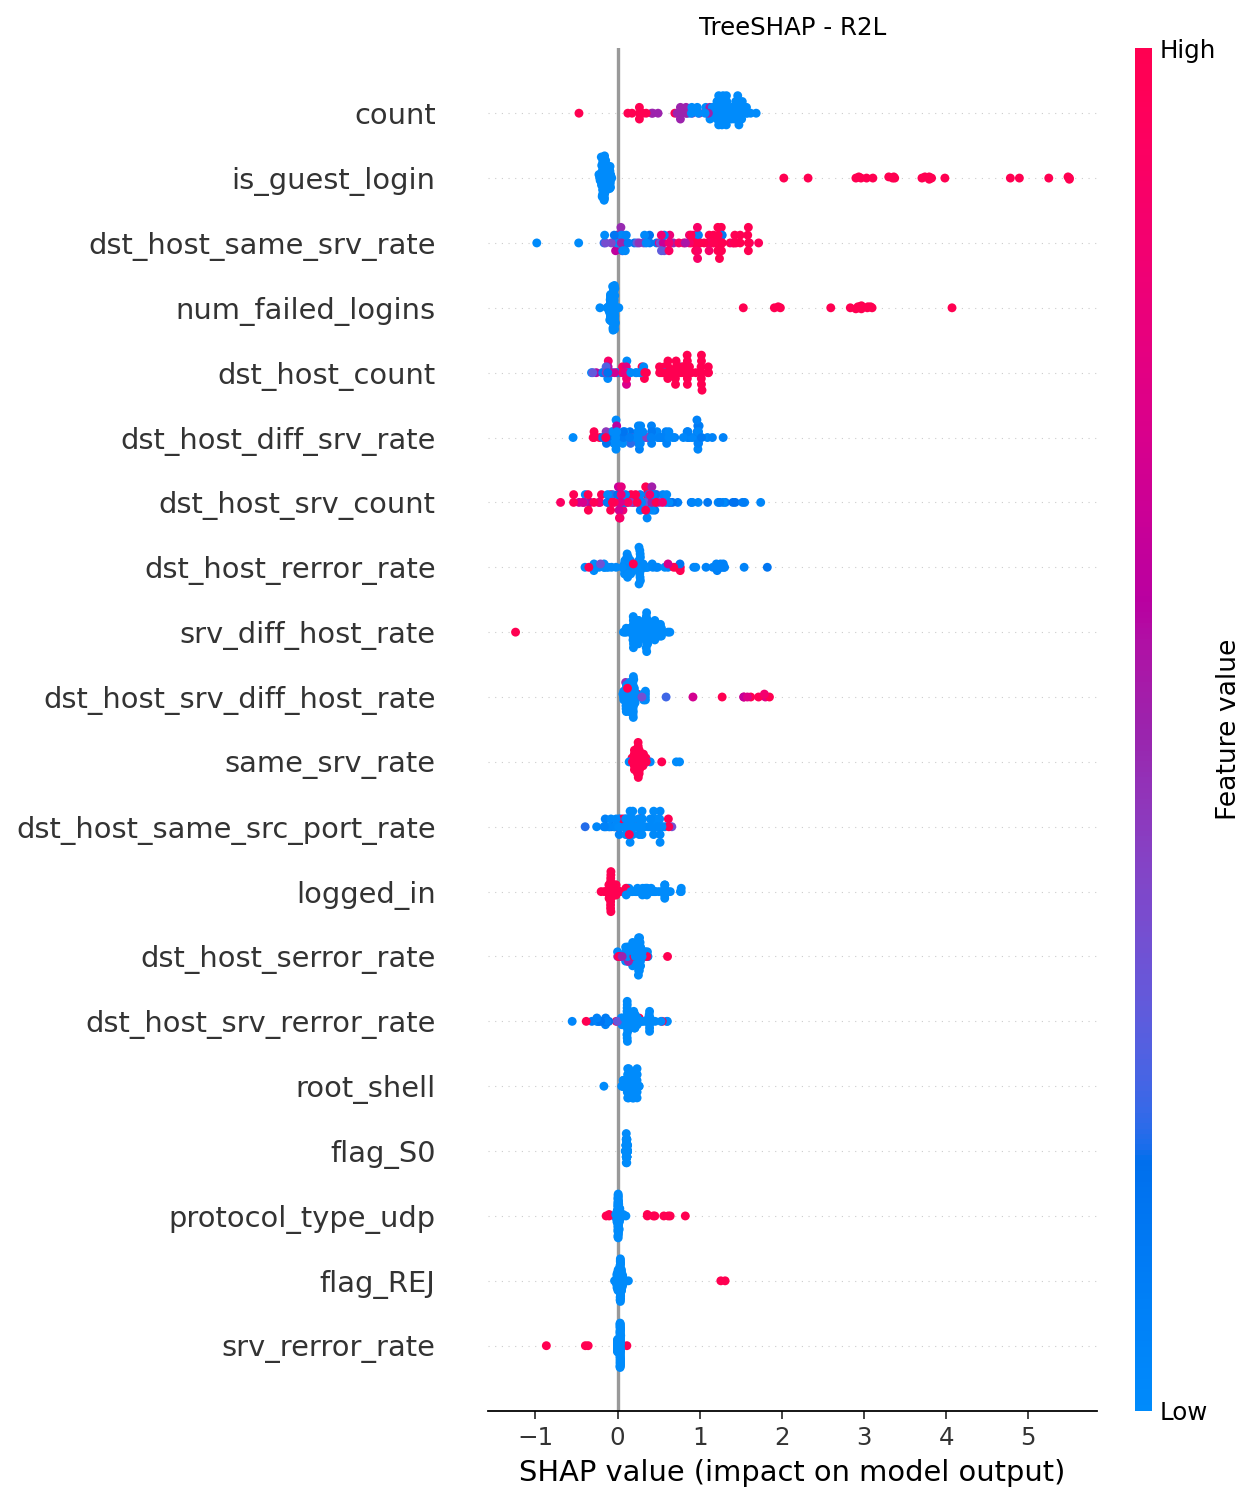 TreeSHAP - R2L
High
count
is_guest_login
dst_host_same_srv_rate
num_failed_logins
dst_host_count
dst_host_diff_srv_rate
dst_host_srv_count
dst_host_rerror_rate
srv_diff_host_rate
dst_host_srv_diff_host_rate
same_srv_rate
dst_host_same_src_port_rate
logged_in
dst_host_serror_rate
dst_host_srv_rerror_rate
root_shell
flag_S0
protocol_type_udp
flag_REJ
srv_rerror_rate
Feature value
Low
−1 0 1 2 3 4 5
SHAP value (impact on model output)